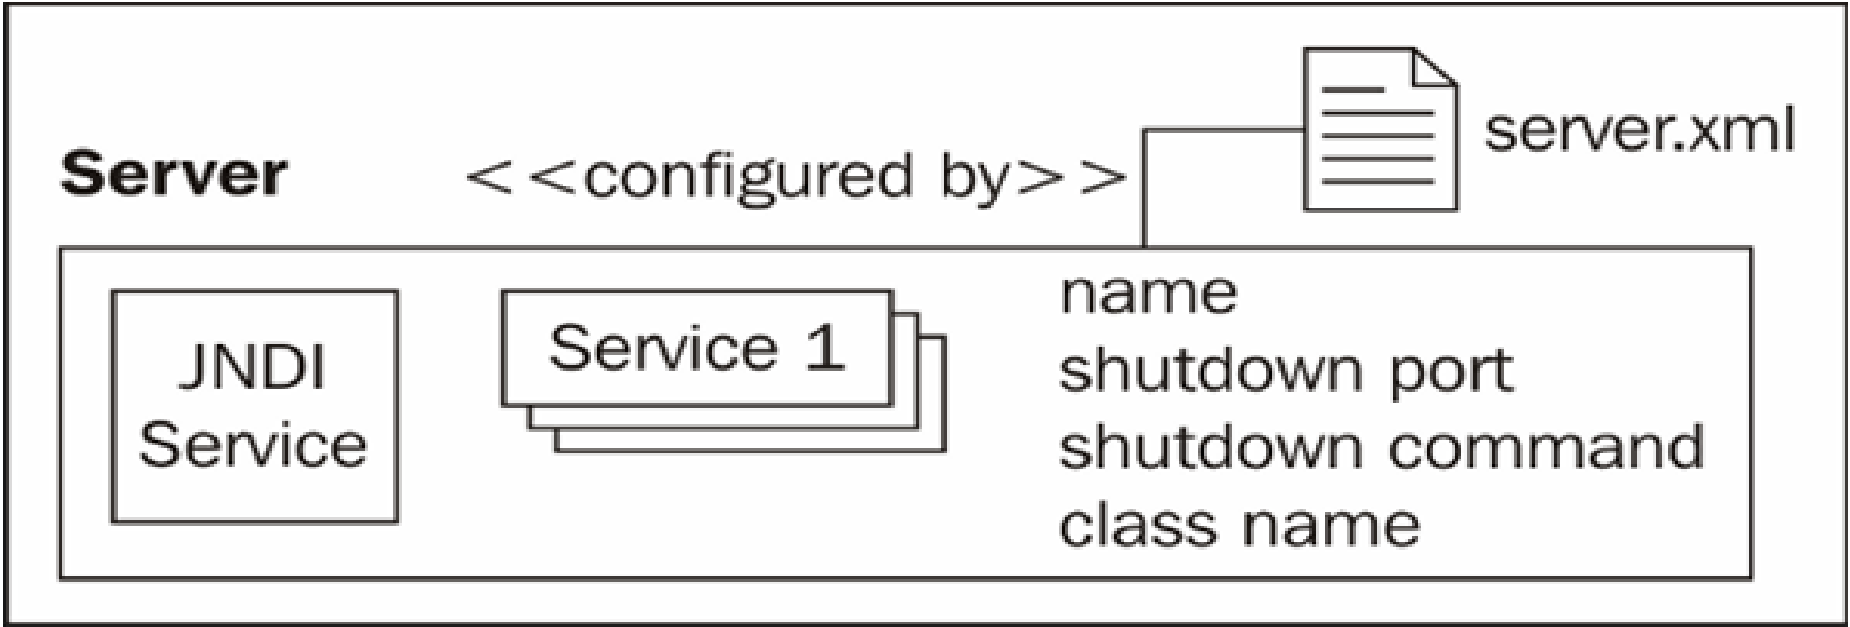 Server
<<configured by>>
server.xml
JNDI
Service
Service 1
name
shutdown port
shutdown command
class name